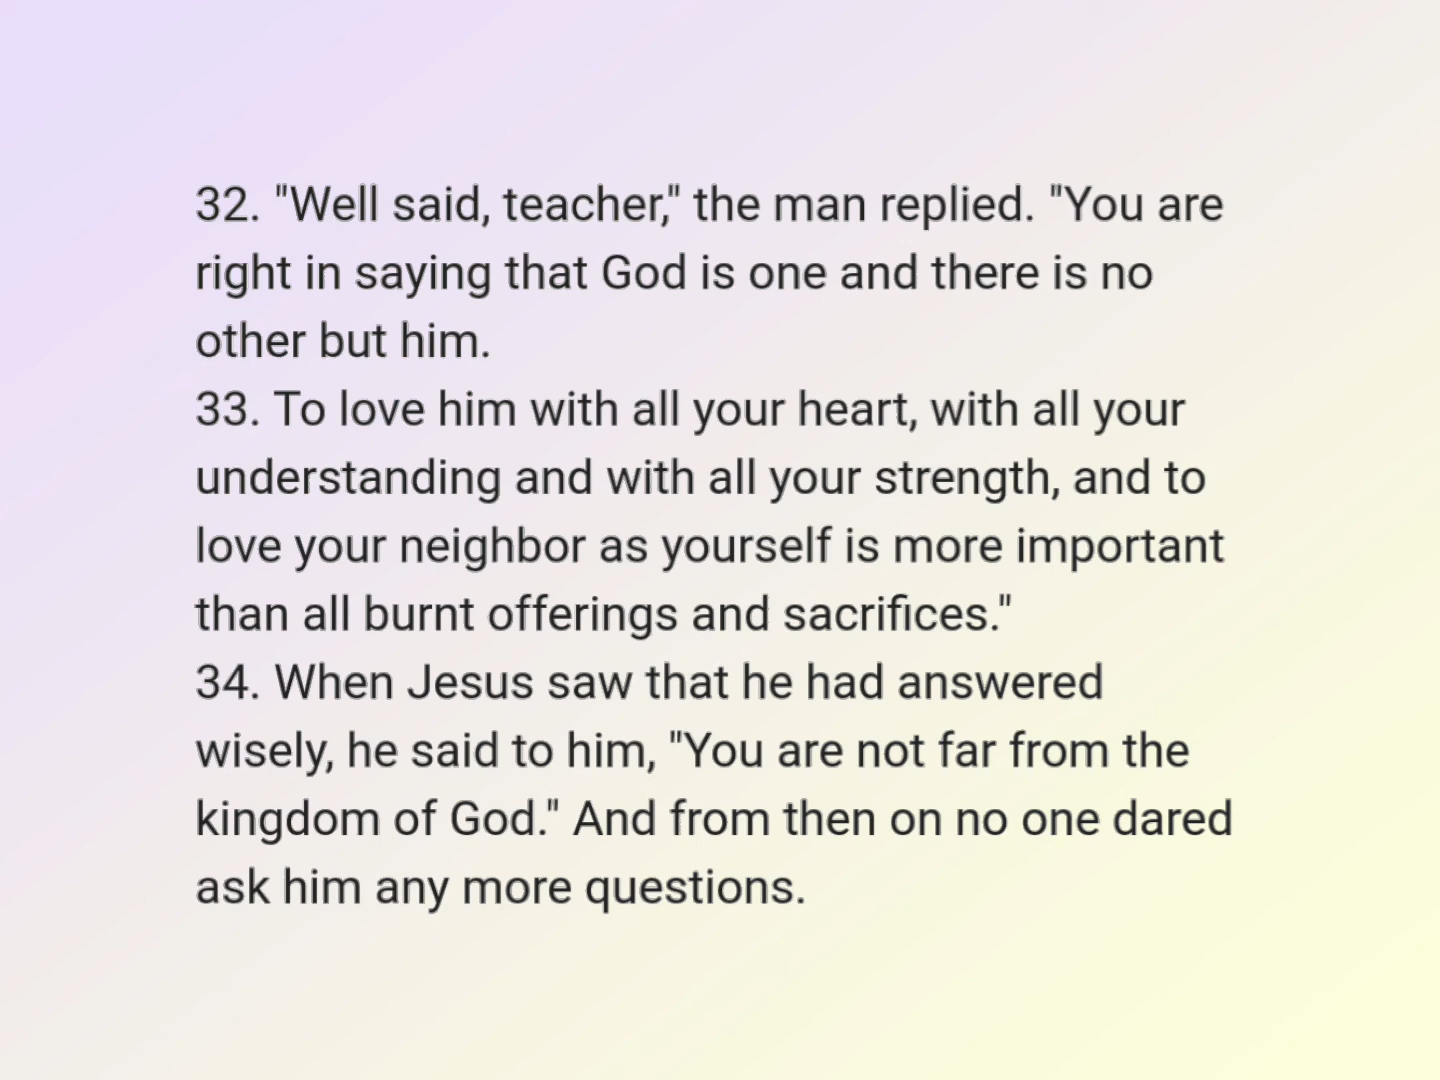 32. "Well said, teacher," the man replied. "You are
right in saying that God is one and there is no
other but him.
33. To love him with all your heart, with all your
understanding and with all your strength, and to
love your neighbor as yourself is more important
than all burnt offerings and sacrifices."
34. When Jesus saw that he had answered
wisely, he said to him, "You are not far from the
kingdom of God." And from then on no one dared
ask him any more questions.